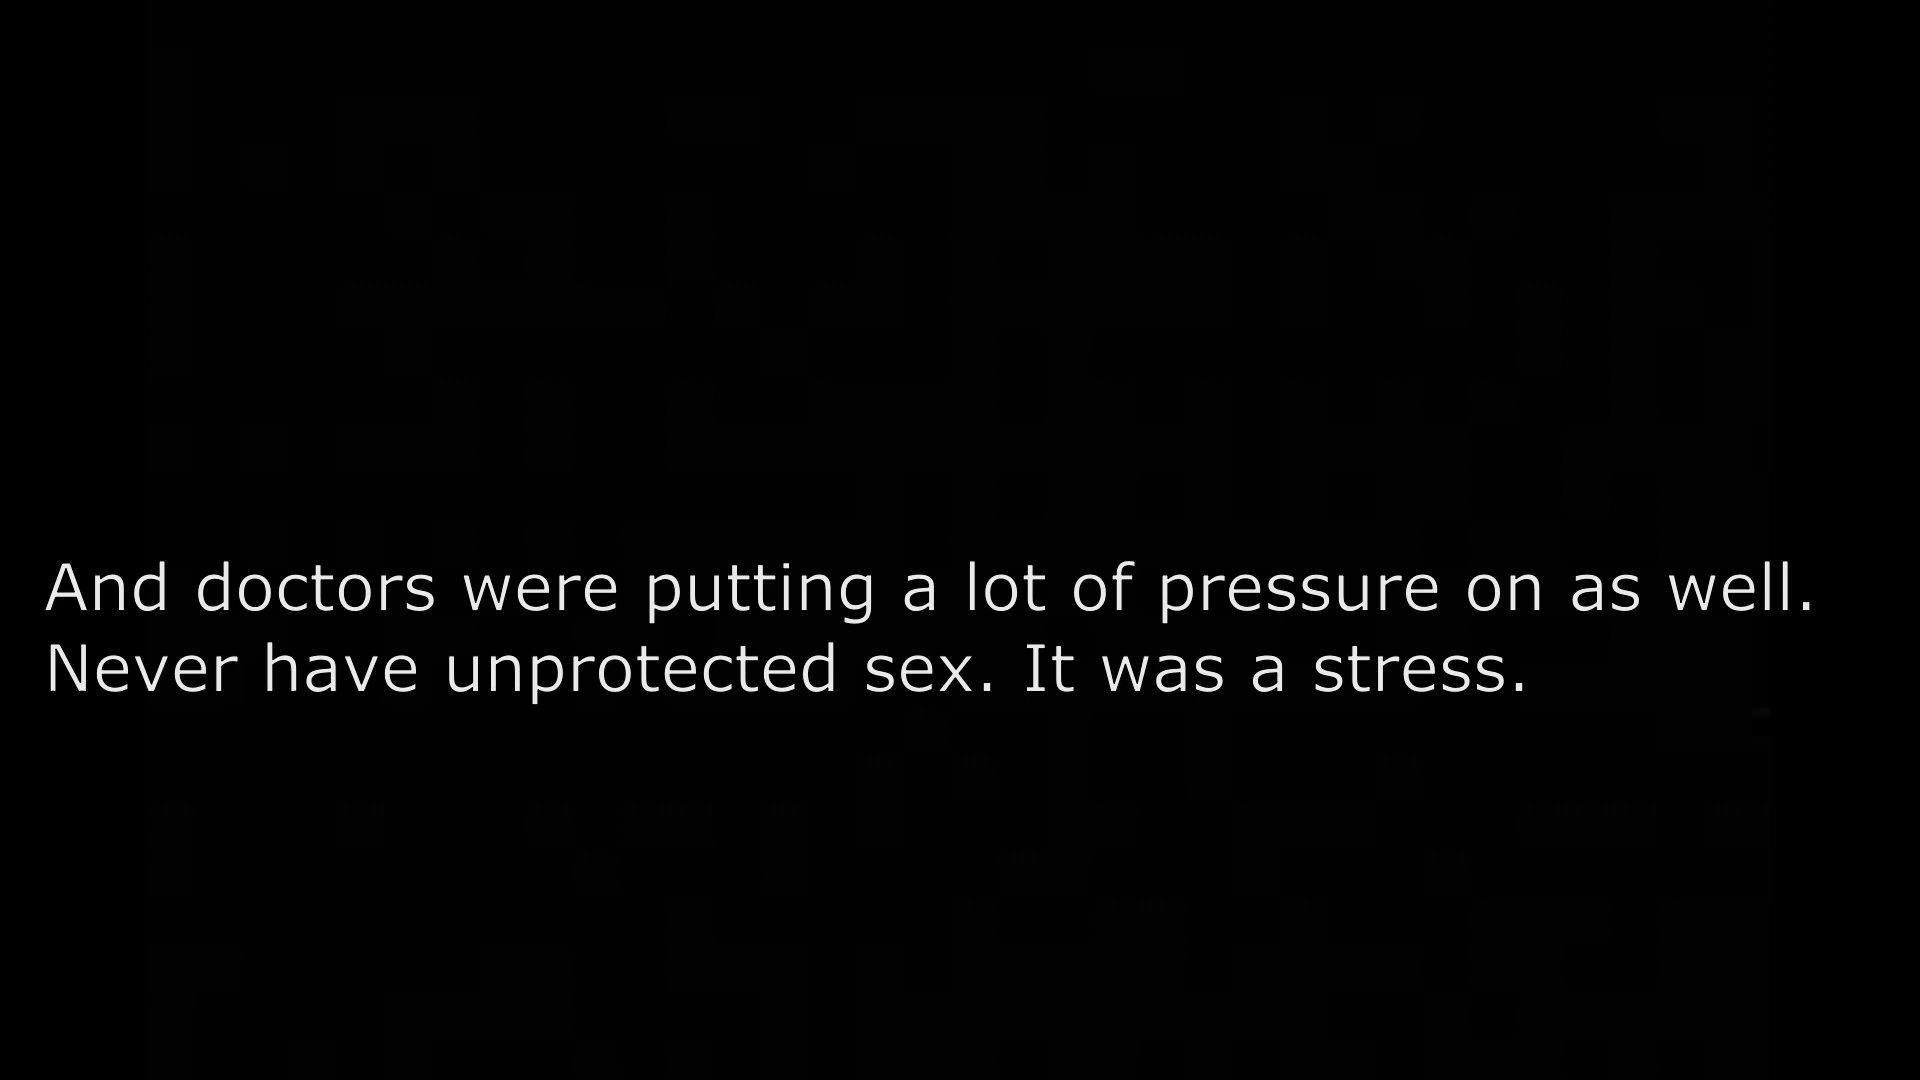 And doctors were putting a lot of pressure on as well.
Never have unprotected sex. It was a stress.